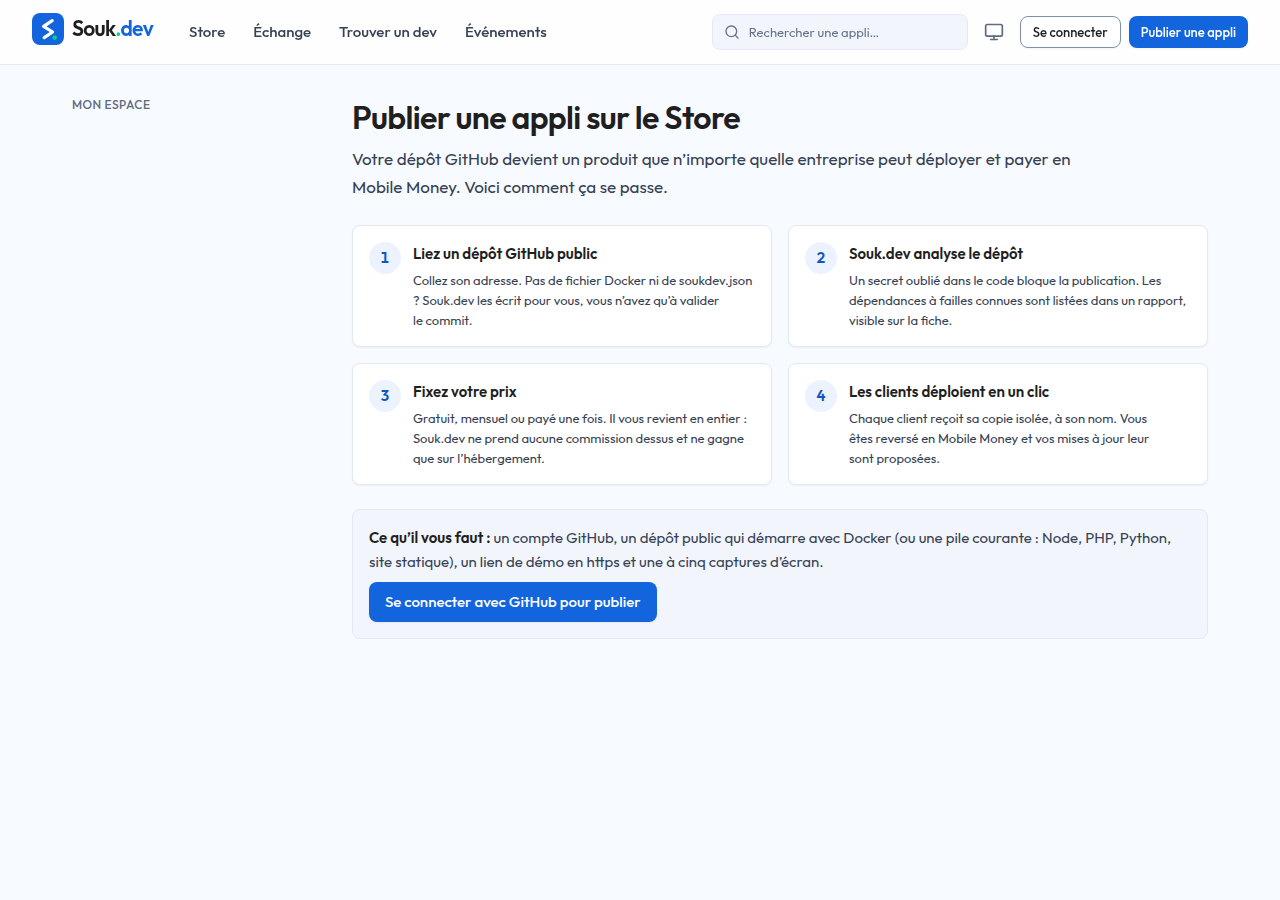 Souk.dev
Store
Échange
Trouver un dev
Événements
Rechercher une appli...
Se connecter
Publier une appli
MON ESPACE
Publier une appli sur le Store
Votre dépôt GitHub devient un produit que n’importe quelle entreprise peut déployer et payer en
Mobile Money. Voici comment ça se passe.
1
Liez un dépôt GitHub public
Collez son adresse. Pas de fichier Docker ni de soukdev.json
? Souk.dev les écrit pour vous, vous n’avez qu’à valider
le commit.
2
Souk.dev analyse le dépôt
Un secret oublié dans le code bloque la publication. Les
dépendances à failles connues sont listées dans un rapport,
visible sur la fiche.
3
Fixez votre prix
Gratuit, mensuel ou payé une fois. Il vous revient en entier :
Souk.dev ne prend aucune commission dessus et ne gagne
que sur l’hébergement.
4
Les clients déploient en un clic
Chaque client reçoit sa copie isolée, à son nom. Vous
êtes reversé en Mobile Money et vos mises à jour leur
sont proposées.
Ce qu’il vous faut : un compte GitHub, un dépôt public qui démarre avec Docker (ou une pile courante : Node, PHP, Python,
site statique), un lien de démo en https et une à cinq captures d’écran.
Se connecter avec GitHub pour publier